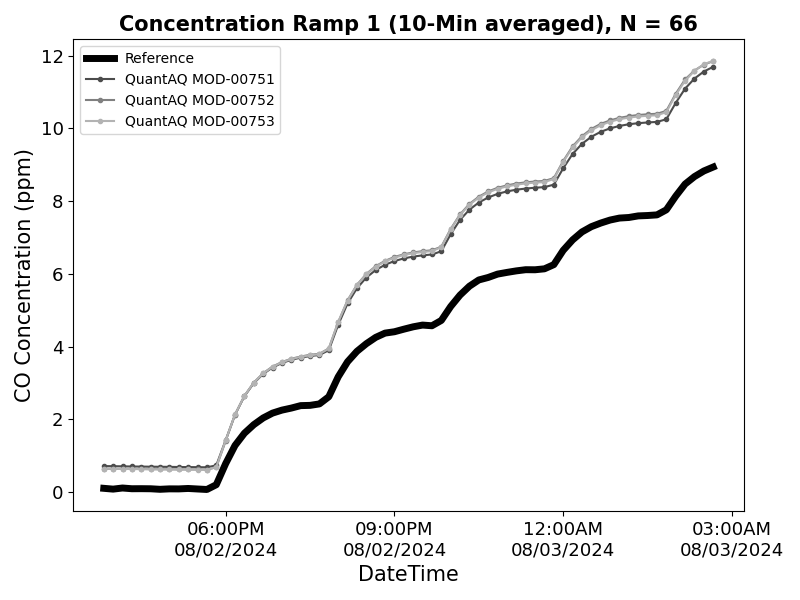 Concentration Ramp 1 (10-Min averaged), N = 66
Reference
QuantAQ MOD-00751
QuantAQ MOD-00752
QuantAQ MOD-00753
CO Concentration (ppm)
12
10
8
6
4
2
0
06:00PM 09:00PM 12:00AM 03:00AM
08/02/2024 08/02/2024 08/03/2024 08/03/2024
DateTime